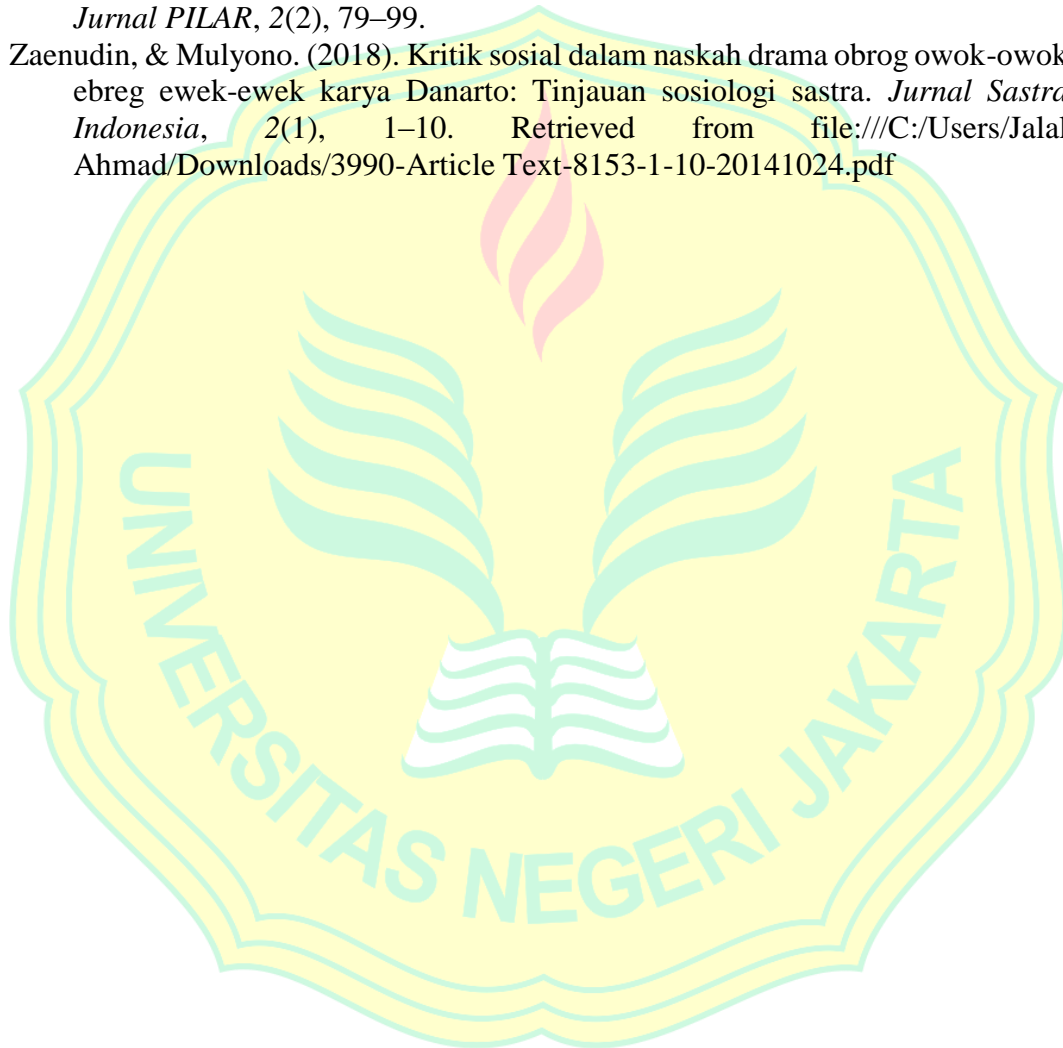 Jurnal PILAR, 2(2), 79–99.
Zaenudin, & Mulyono. (2018). Kritik sosial dalam naskah drama obrog owok-owok
ebreg ewek-ewek karya Danarto: Tinjauan sosiologi sastra. Jurnal Sastra
Indonesia, 2(1), 1–10. Retrieved from file:///C:/Users/Jalal
Ahmad/Downloads/3990-Article Text-8153-1-10-20141024.pdf
UNIVERSITAS NEGERI JAKARTA